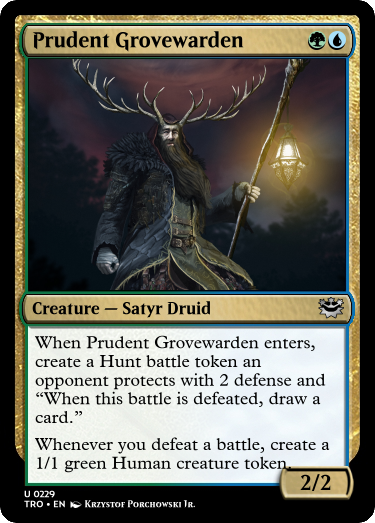 Prudent Grovewarden
Creature — Satyr Druid
When Prudent Grovewarden enters,
create a Hunt battle token an
opponent protects with 2 defense and
“When this battle is defeated, draw a
card.”
Whenever you defeat a battle, create a
1/1 green Human creature token.
2/2
U 0229
TRO • EN Krzystof Porchowski Jr.